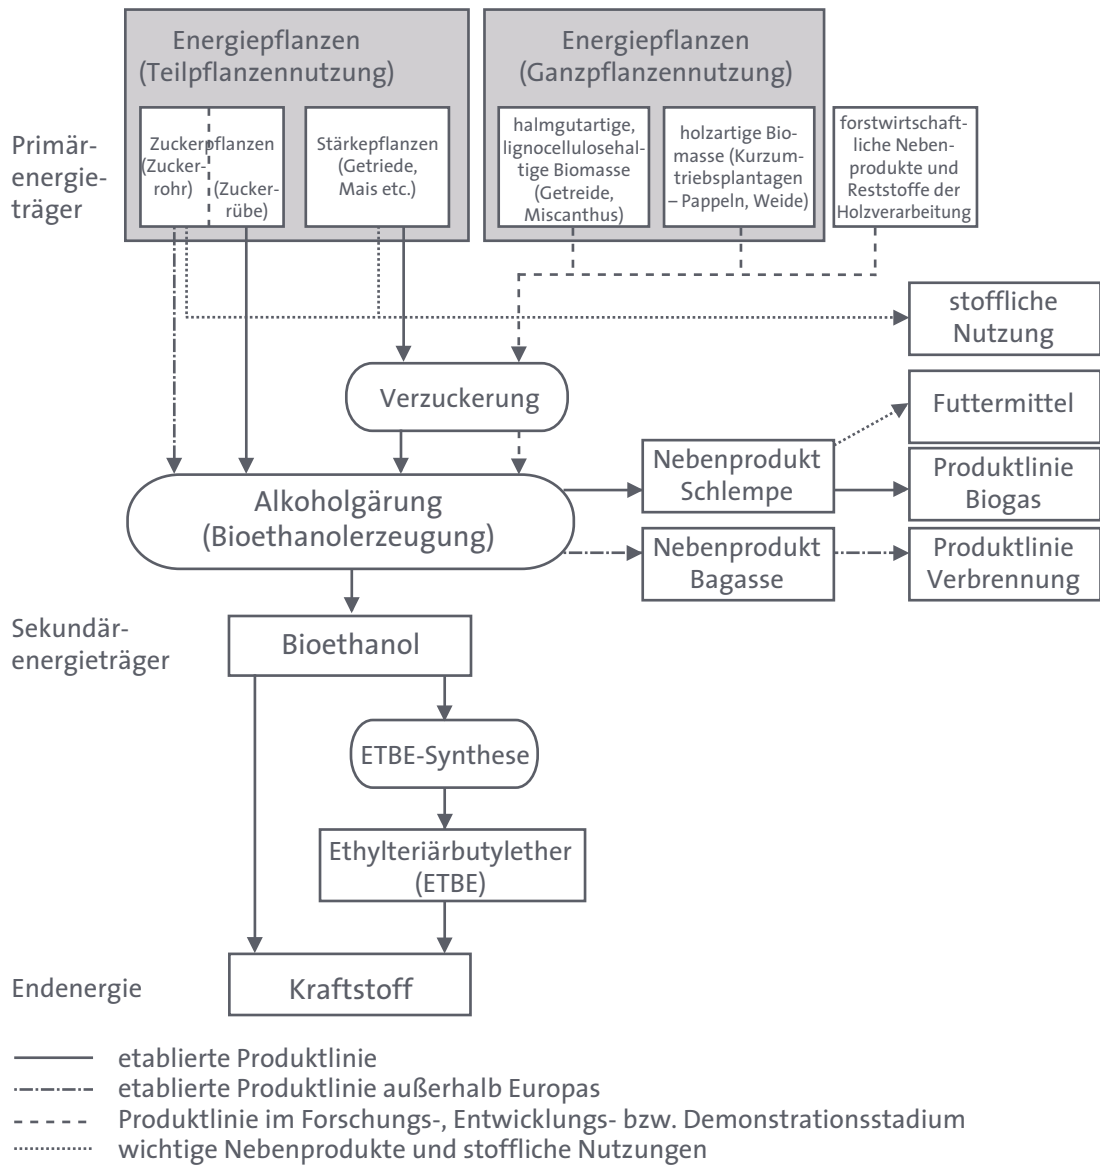 Energiepflanzen
(Teilpflanzennutzung)
Energiepflanzen
(Ganzpflanzennutzung)
Primär-
energie-
träger
Zuckerpflanzen
(Zucker-
rohr)
(Zucker-
rübe)
Stärkepflanzen
(Getriede,
Mais etc.)
halmgutartige,
lignocellulosehal-
tige Biomasse
(Getreide,
Miscanthus)
holzartige Bio-
masse (Kurzum-
triebsplantagen
– Pappeln, Weide)
forstwirtschaft-
liche Neben-
produkte und
Reststoffe der
Holzverarbeitung
stoffliche
Nutzung
Verzuckerung
Futtermittel
Alkoholgärung
(Bioethanolerzeugung)
Nebenprodukt
Schlempe
Produktlinie
Biogas
Nebenprodukt
Bagasse
Produktlinie
Verbrennung
Sekundär-
energieträger
Bioethanol
ETBE-Synthese
Ethylteriärbutylether
(ETBE)
Endenergie
Kraftstoff
etablierte Produktlinie
etablierte Produktlinie außerhalb Europas
Produktlinie im Forschungs-, Entwicklungs- bzw. Demonstrationsstadium
wichtige Nebenprodukte und stoffliche Nutzungen